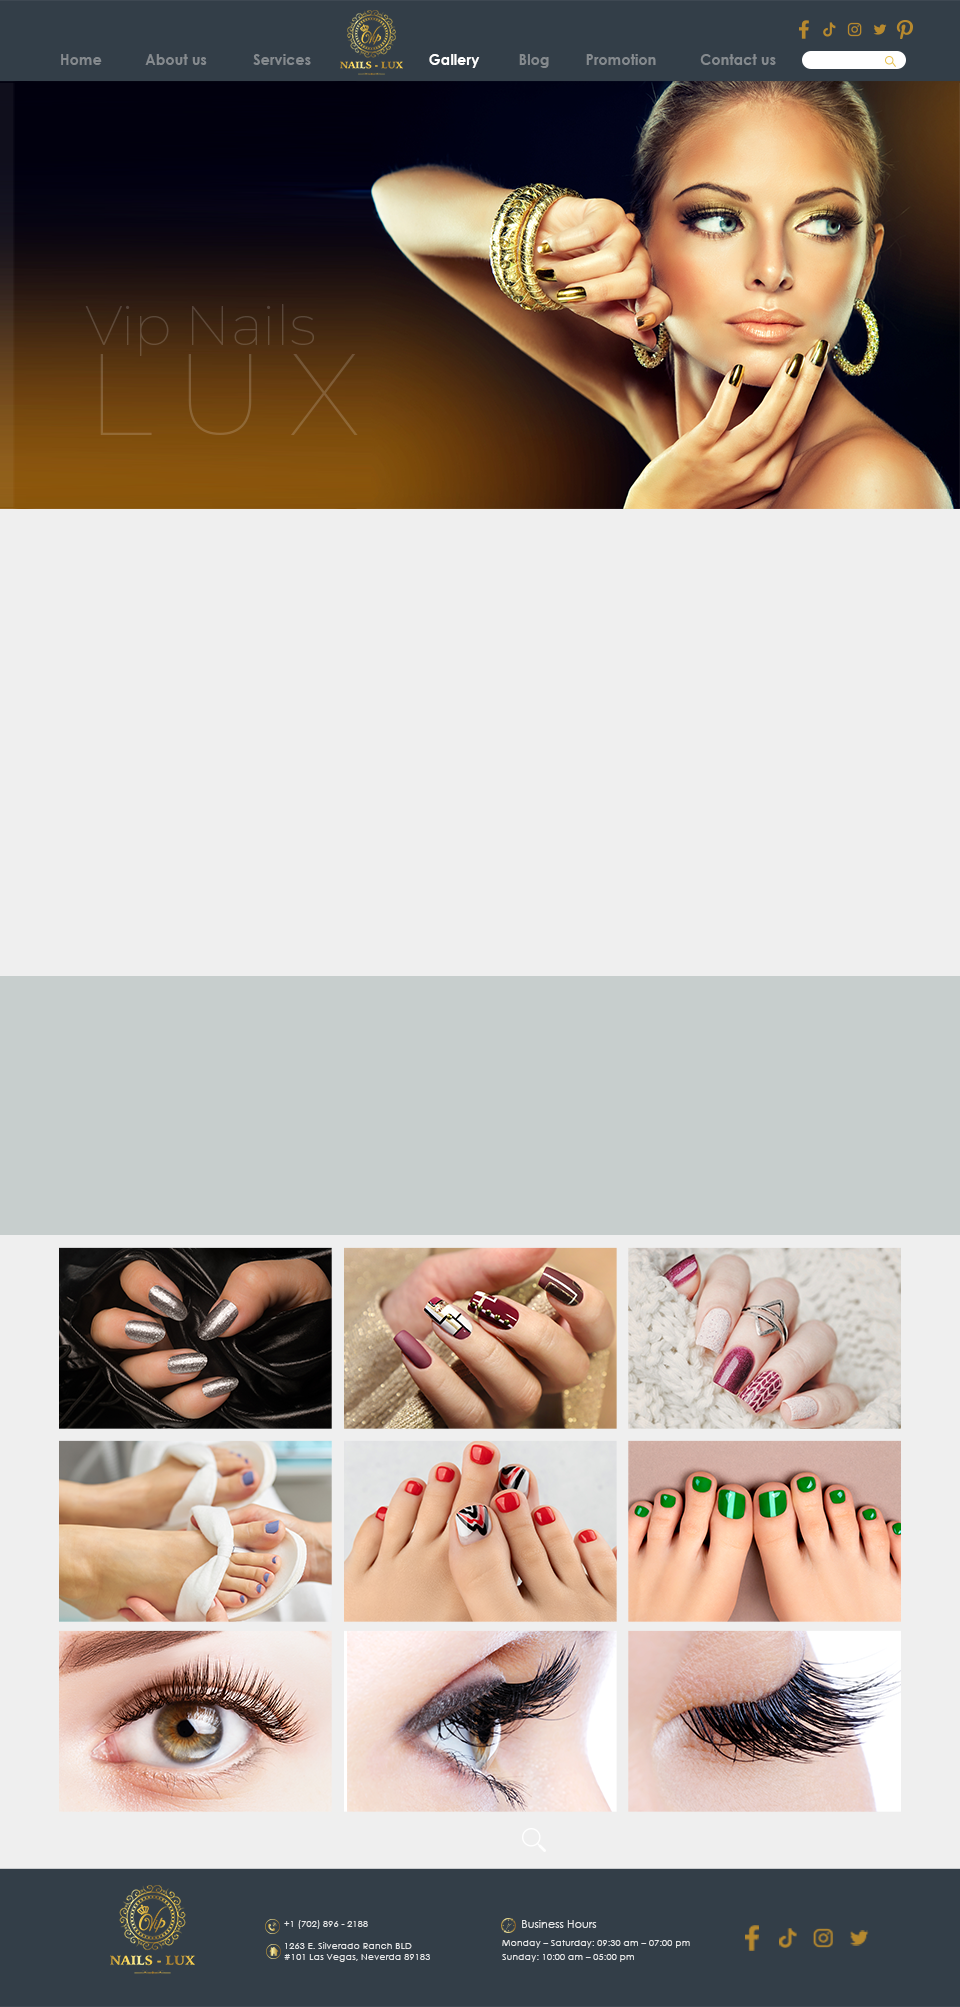 Home About us Services Gallery Blog Promotion Contact us
Vip
NAILS - LUX
Vip Nails
LUX
Vip
NAILS - LUX
+1 (702) 896 - 2188
1263 E. Silverado Ranch BLD
#101 Las Vegas, Neverda 89183
Business Hours
Monday – Saturday: 09:30 am – 07:00 pm
Sunday: 10:00 am – 05:00 pm